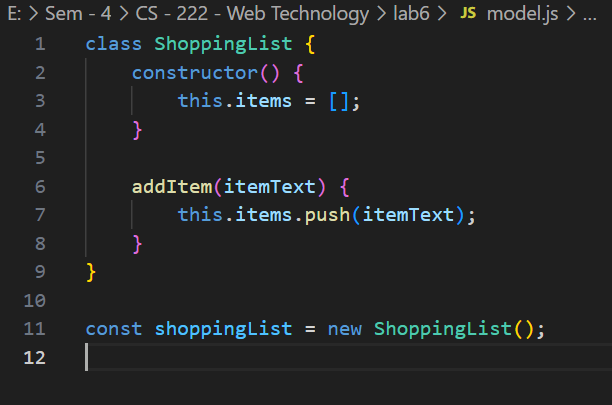 E: > Sem - 4 > CS - 222 - Web Technology > lab6 > JS model.js > ...
1 class ShoppingList {
2     constructor() {
3         this.items = [];
4     }
5
6     addItem(itemText) {
7         this.items.push(itemText);
8     }
9 }
10
11 const shoppingList = new ShoppingList();
12